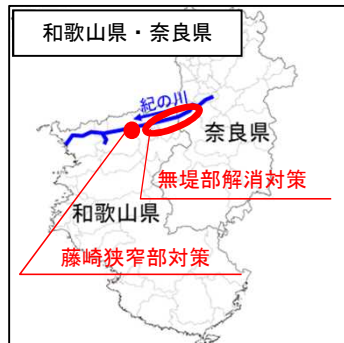 和歌山県・奈良県
紀の川
奈良県
無堤部解消対策
和歌山県
藤崎狭窄部対策